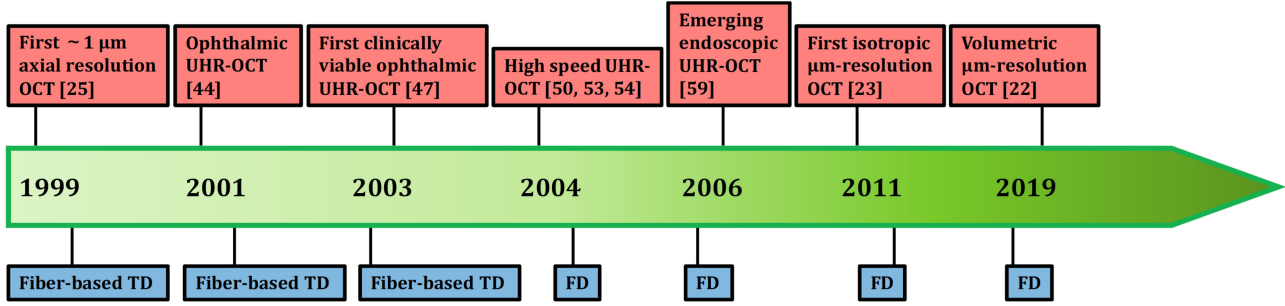 First ~ 1 μm
axial resolution
OCT [25]
Ophthalmic
UHR-OCT
[44]
First clinically
viable ophthalmic
UHR-OCT [47]
High speed UHR-
OCT [50, 53, 54]
Emerging
endoscopic
UHR-OCT
[59]
First isotropic
μm-resolution
OCT [23]
Volumetric
μm-resolution
OCT [22]
1999
2001
2003
2004
2006
2011
2019
Fiber-based TD
Fiber-based TD
Fiber-based TD
FD
FD
FD
FD